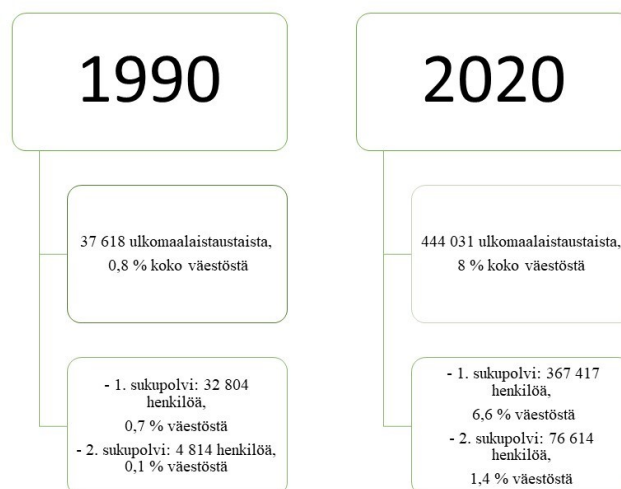 1990
37 618 ulkomaalaistaustaista,
0,8 % koko väestöstä
- 1. sukupolvi: 32 804
henkilöä,
0,7 % väestöstä
- 2. sukupolvi: 4 814 henkilöä,
0,1 % väestöstä
2020
444 031 ulkomaalaistaustaista,
8 % koko väestöstä
- 1. sukupolvi: 367 417
henkilöä,
6,6 % väestöstä
- 2. sukupolvi: 76 614
henkilöä,
1,4 % väestöstä